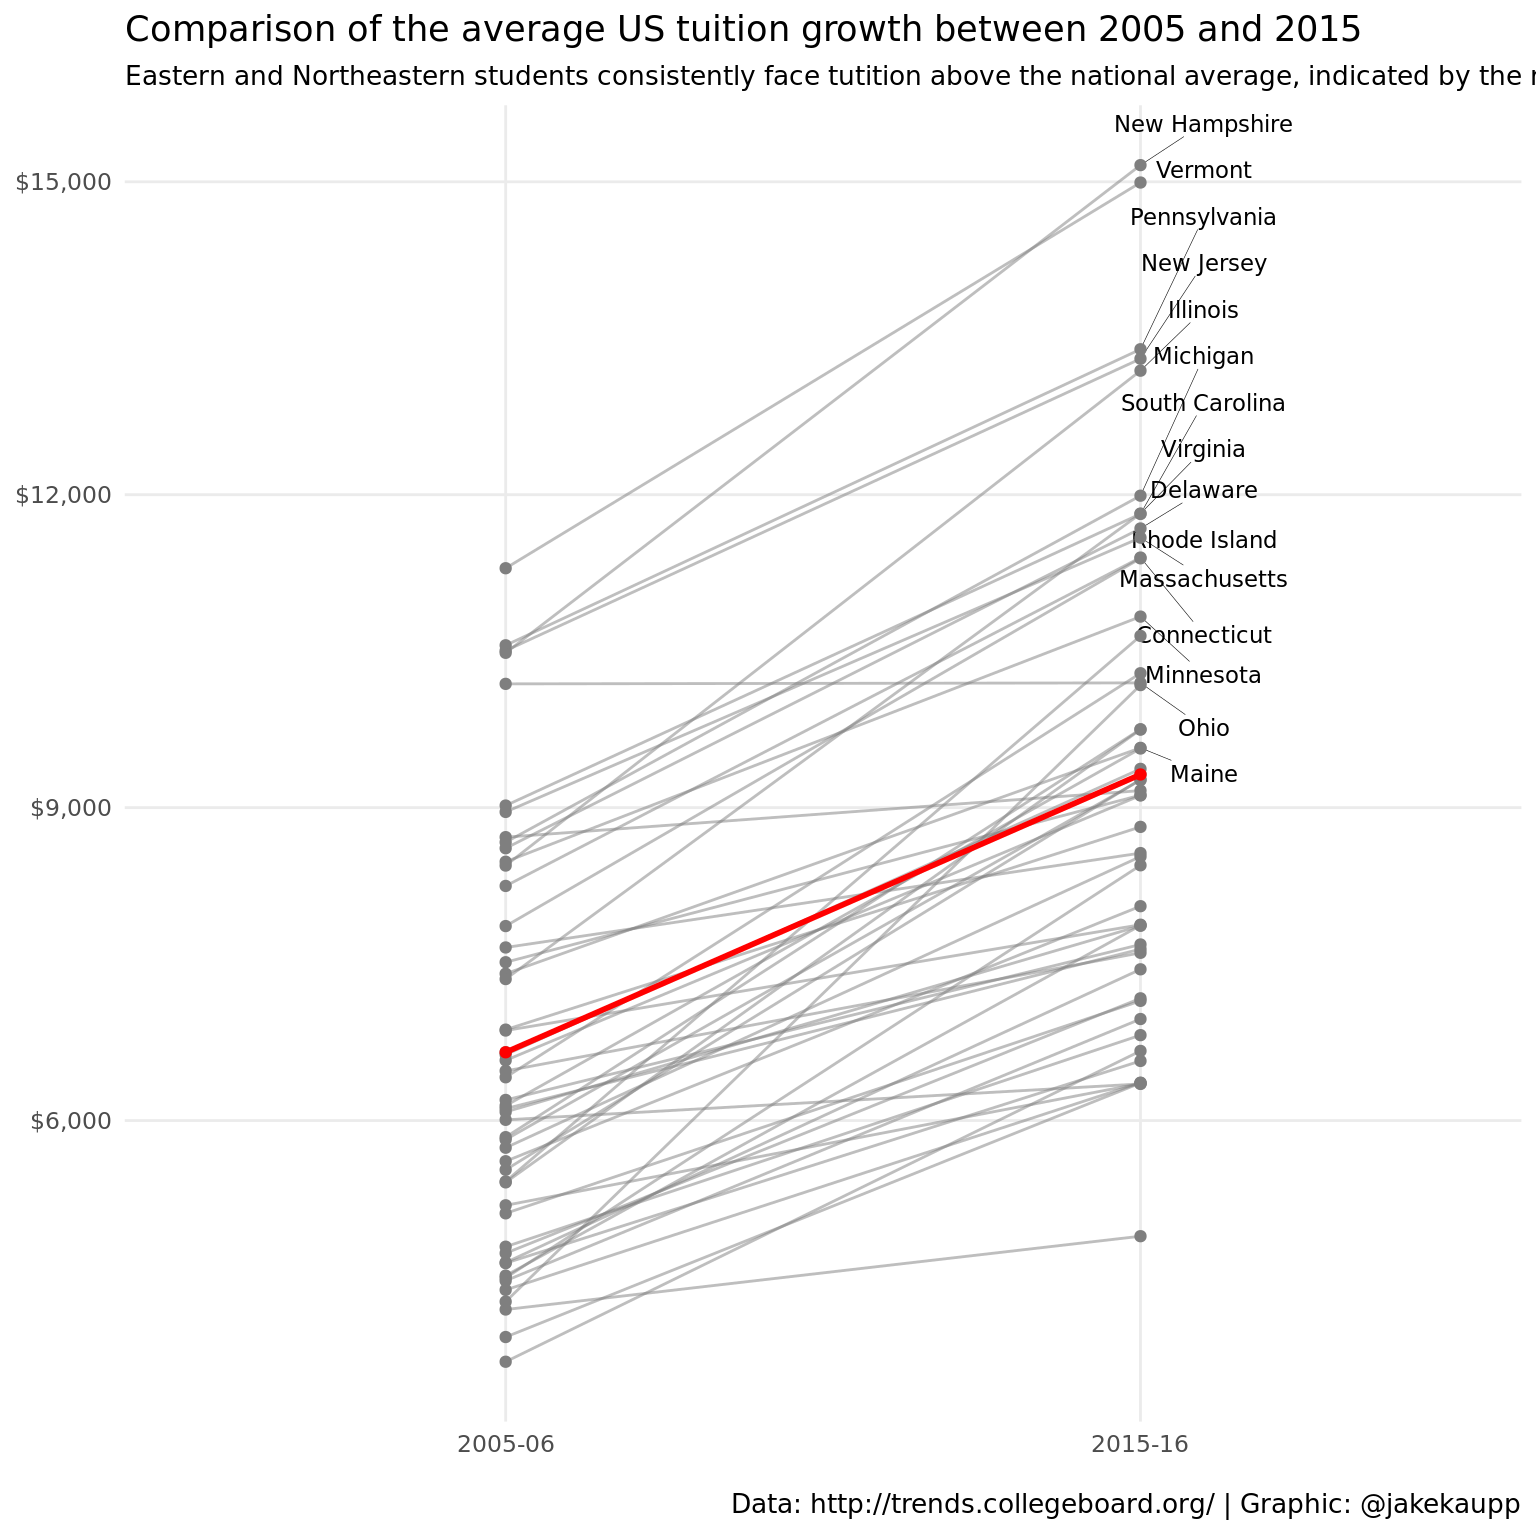 Comparison of the average US tuition growth between 2005 and 2015
Eastern and Northeastern students consistently face tutition above the national average, indicated by the
New Hampshire
$15,000
Vermont
Pennsylvania
New Jersey
Illinois
Michigan
South Carolina
Virginia
$12,000
Delaware
Rhode Island
Massachusetts
Connecticut
Minnesota
Ohio
Maine
$9,000
$6,000
2005-06
2015-16
Data: http://trends.collegeboard.org/ | Graphic: @jakekaupp